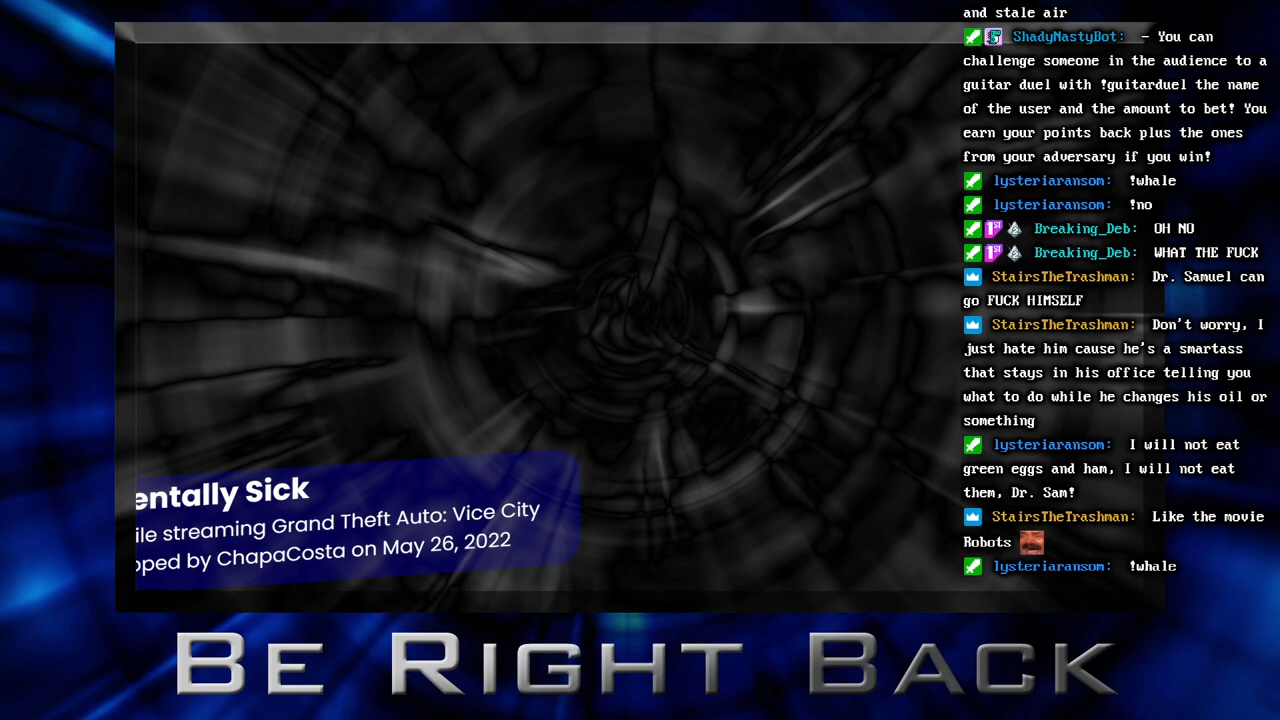 and stale air
ShadyNastyBot: - You can
challenge someone in the audience to a
guitar duel with !guitarduel the name
of the user and the amount to bet! You
earn your points back plus the ones
from your adversary if you win!
lysteriaransom: !whale
lysteriaransom: !no
1ST Breaking_Deb: OH NO
1ST 2 Breaking_Deb: WHAT THE FUCK
StairsTheTrashman: Dr. Samuel can
go FUCK HIMSELF
StairsTheTrashman: Don't worry, I
just hate him cause he's a smartass
that stays in his office telling you
what to do while he changes his oil or
something
lysteriaransom: I will not eat
green eggs and ham, I will not eat
them, Dr. Sam!
StairsTheTrashman: Like the movie
Robots
lysteriaransom: !whale
entally Sick
ile streaming Grand Theft Auto: Vice City
pped by ChapaCosta on May 26, 2022
BE RIGHT BACK